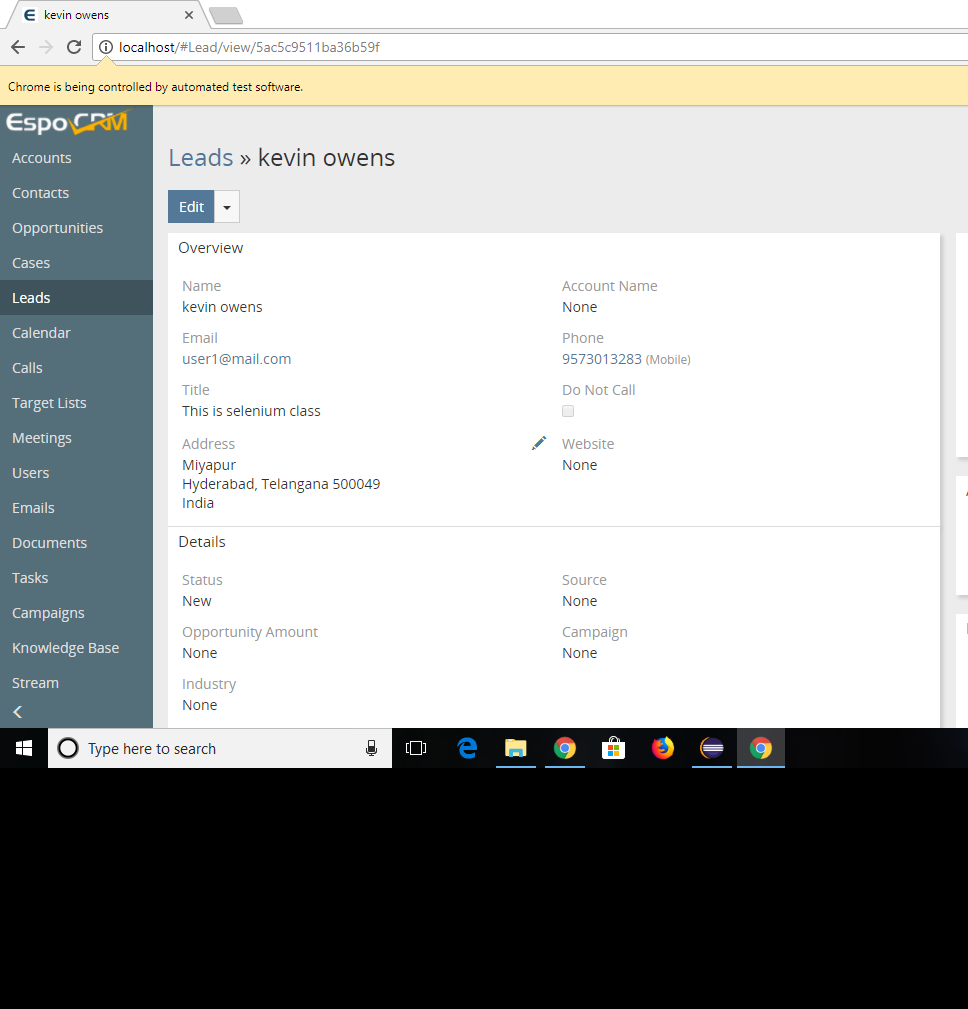 kevin owens
localhost/#Lead/view/5ac5c9511ba36b59f
Chrome is being controlled by automated test software.
EspoCRM
Accounts
Contacts
Opportunities
Cases
Leads
Calendar
Calls
Target Lists
Meetings
Users
Emails
Documents
Tasks
Campaigns
Knowledge Base
Stream
Leads » kevin owens
Edit
Overview
Name
kevin owens
Account Name
None
Email
user1@mail.com
Phone
9573013283 (Mobile)
Title
This is selenium class
Do Not Call
Address
Miyapur
Hyderabad, Telangana 500049
India
Website
None
Details
Status
New
Source
None
Opportunity Amount
None
Campaign
None
Industry
None
Type here to search